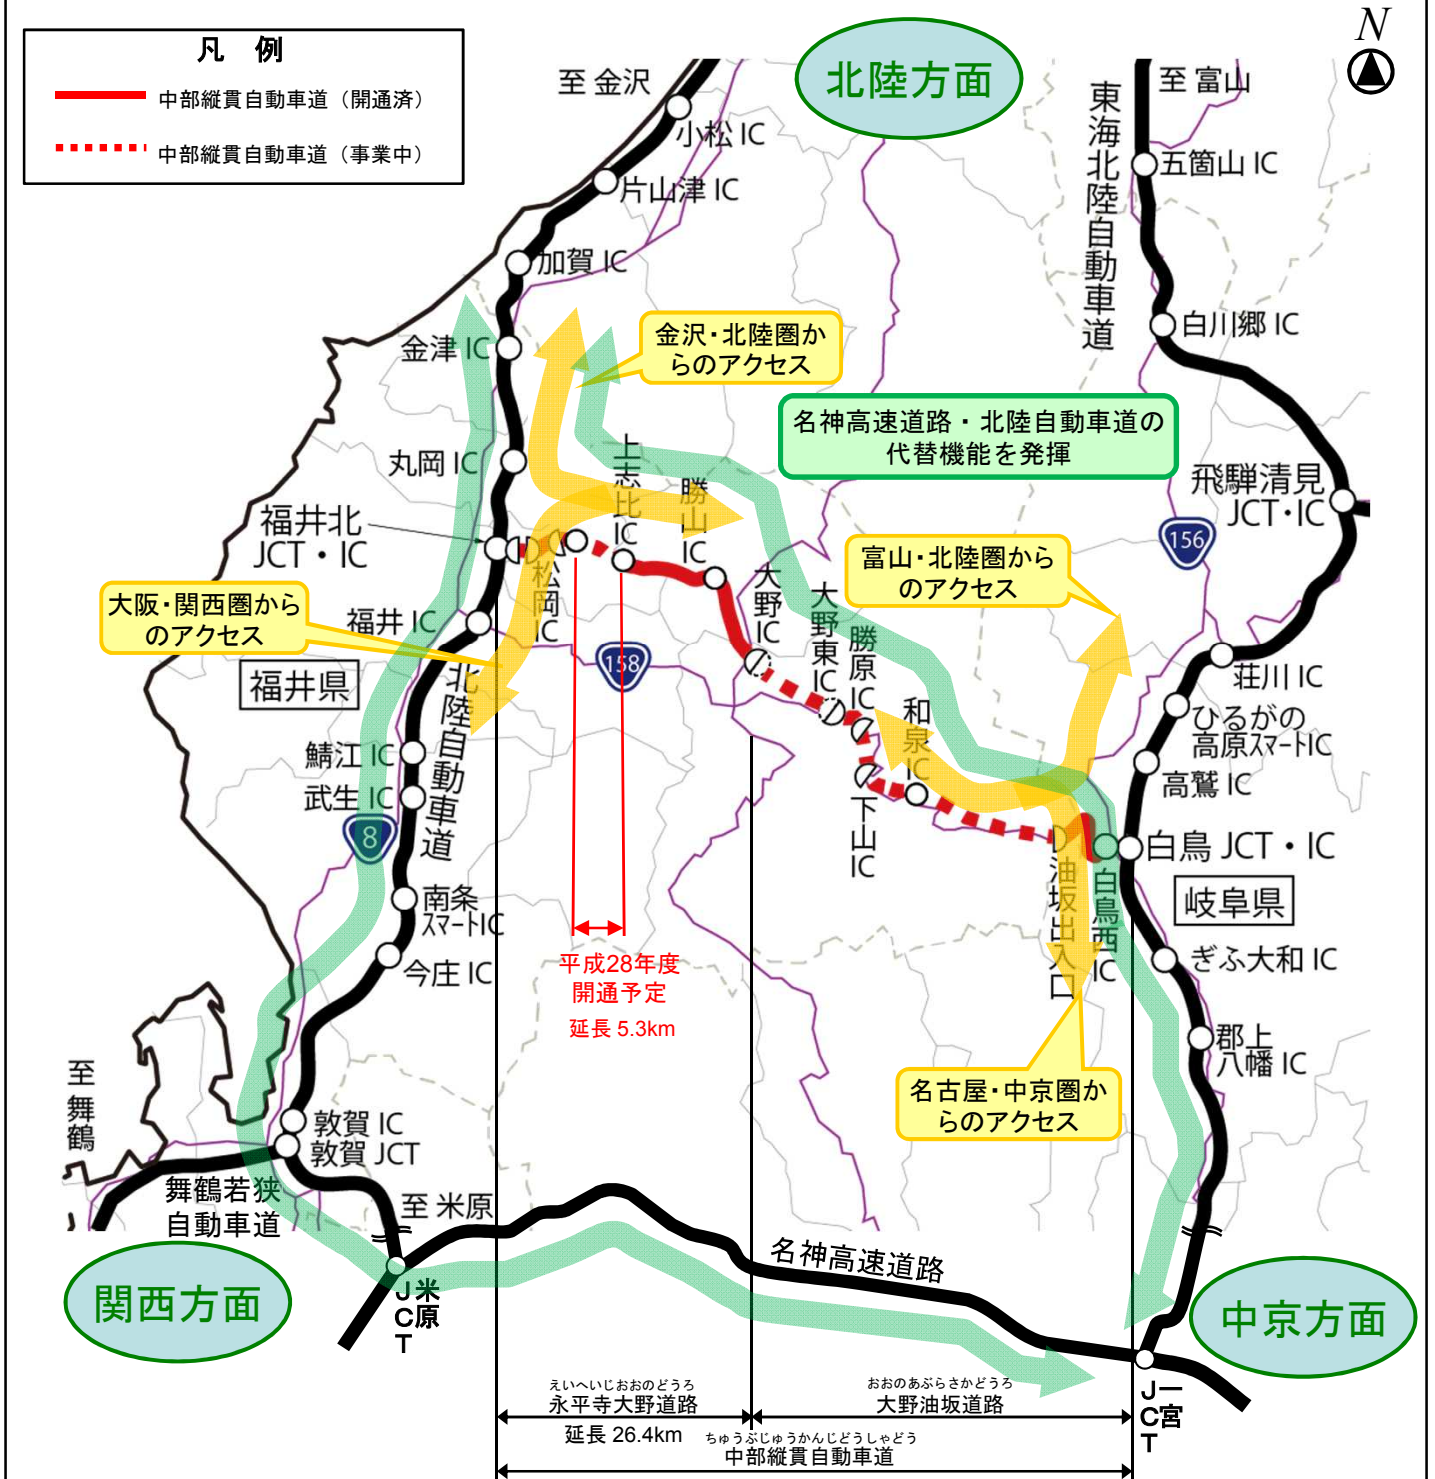 凡 例
中部縦貫自動車道（開通済）
中部縦貫自動車道（事業中）
N
北陸方面
至 金沢
小松 IC
片山津 IC
加賀 IC
金津 IC
丸岡 IC
福井北
JCT・IC
福井 IC
福井県
鯖江 IC
武生 IC
南条
スマートIC
今庄 IC
敦賀 IC
敦賀 JCT
北陸自動車道
8
至 舞鶴
舞鶴若狭
自動車道
至 米原
米原
JCT
関西方面
名神高速道路
中京方面
一宮
JCT
至 富山
東海北陸自動車道
五箇山 IC
白川郷 IC
飛騨清見
JCT・IC
156
荘川 IC
ひるがの
高原スマートIC
高鷲 IC
白鳥 JCT・IC
岐阜県
ぎふ大和 IC
郡上
八幡 IC
金沢・北陸圏か
らのアクセス
名神高速道路・北陸自動車道の
代替機能を発揮
富山・北陸圏から
のアクセス
大阪・関西圏から
のアクセス
名古屋・中京圏か
らのアクセス
松岡IC
上志比IC
勝山IC
158
大野IC
大野東IC
勝原IC
下山IC
和泉IC
油坂出入口
白鳥西IC
平成28年度
開通予定
延長 5.3km
えいへいじおおのどうろ
永平寺大野道路
延長 26.4km
おおのあぶらさかどうろ
大野油坂道路
ちゅうぶじゅうかんじどうしゃどう
中部縦貫自動車道